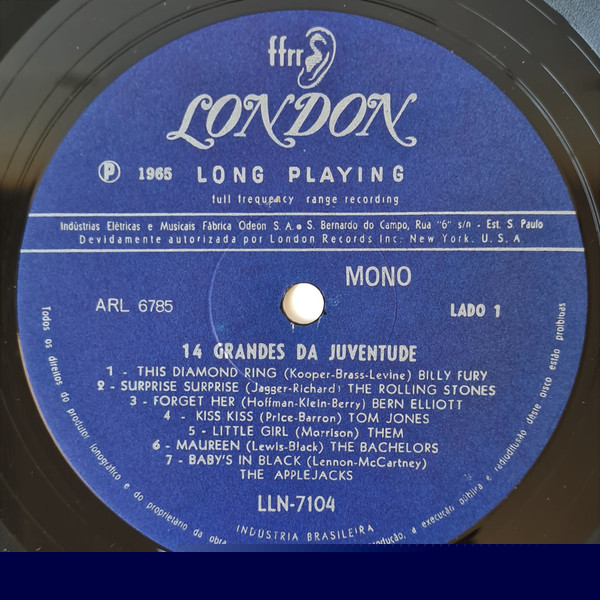 ffrr
LONDON
℗ 1965 LONG PLAYING
full frequency range recording
Indústrias Elétricas e Musicais Fábrica Odeon S. A. ● S. Bernardo do Campo, Rua "6" s/n - Est. S. Paulo
Devidamente autorizada por London Records Inc. New York. U. S. A
MONO
ARL 6785
LADO 1
14 GRANDES DA JUVENTUDE
1 - THIS DIAMOND RING (Kooper-Brass-Levine) BILLY FURY
2 - SURPRISE SURPRISE (Jagger-Richard) THE ROLLING STONES
3 - FORGET HER (Hoffman-Klein-Berry) BERN ELLIOTT
4 - KISS KISS (Price-Barron) TOM JONES
5 - LITTLE GIRL (Morrison) THEM
6 - MAUREEN (Lewis-Black) THE BACHELORS
7 - BABY'S IN BLACK (Lennon-McCartney)
THE APPLEJACKS
LLN-7104
INDUSTRIA BRASILEIRA
Todos os direitos do produtor fonográfico e do proprietário da obra
a execução pública e radiodifusão dêste disco estão proibidas